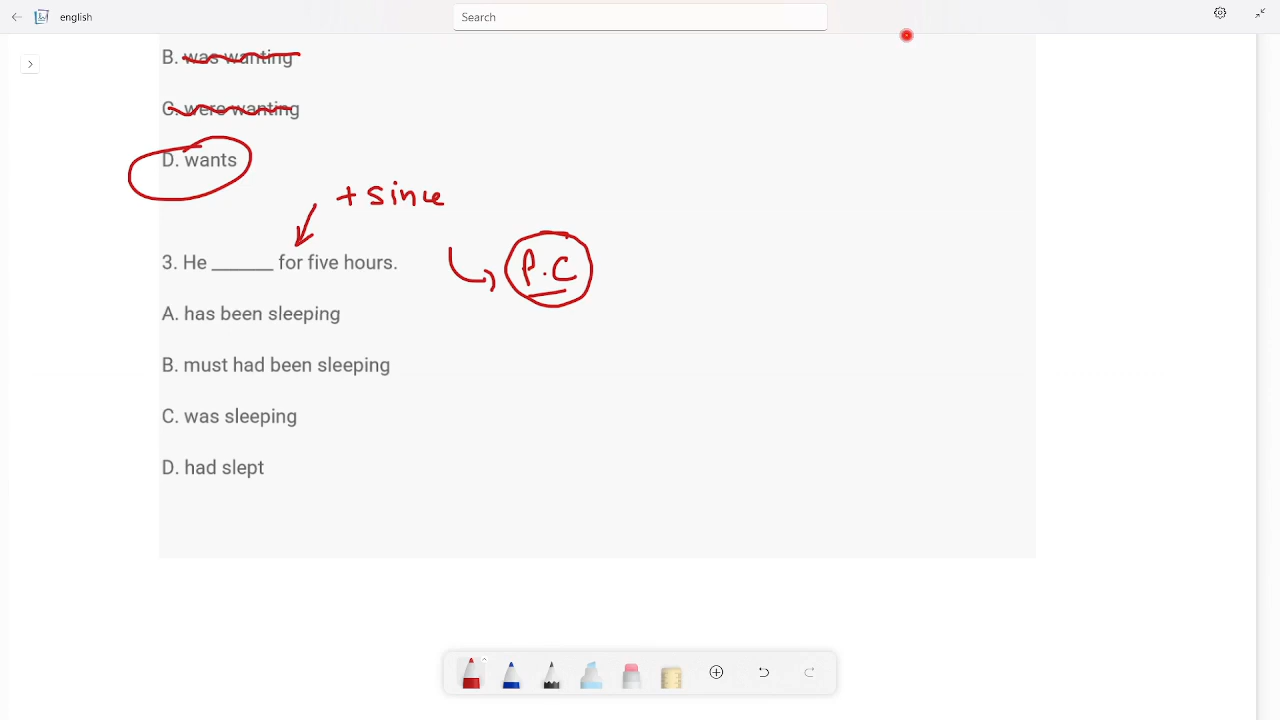 english
Search
B. was wanting
C. were wanting
D. wants
+ since
3. He ______ for five hours.
P.C
A. has been sleeping
B. must had been sleeping
C. was sleeping
D. had slept